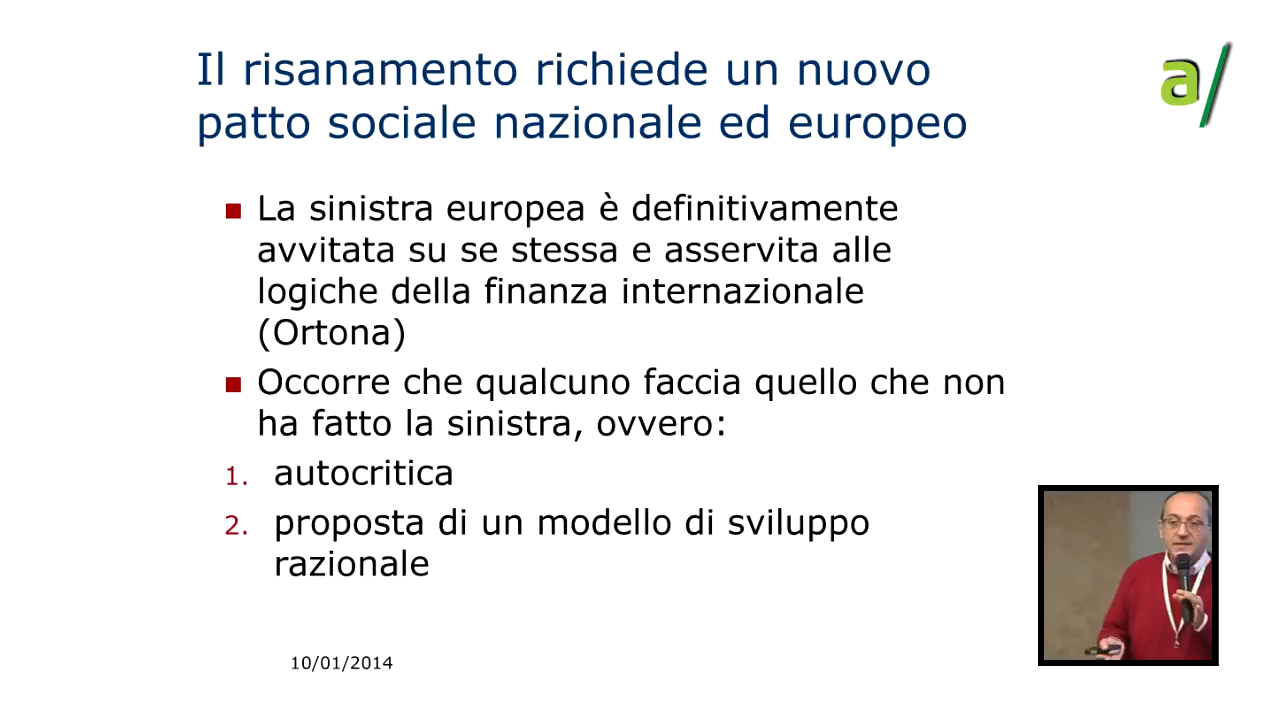 Il risanamento richiede un nuovo
patto sociale nazionale ed europeo
a/
La sinistra europea è definitivamente
avvitata su se stessa e asservita alle
logiche della finanza internazionale
(Ortona)
Occorre che qualcuno faccia quello che non
ha fatto la sinistra, ovvero:
1. autocritica
2. proposta di un modello di sviluppo
razionale
10/01/2014